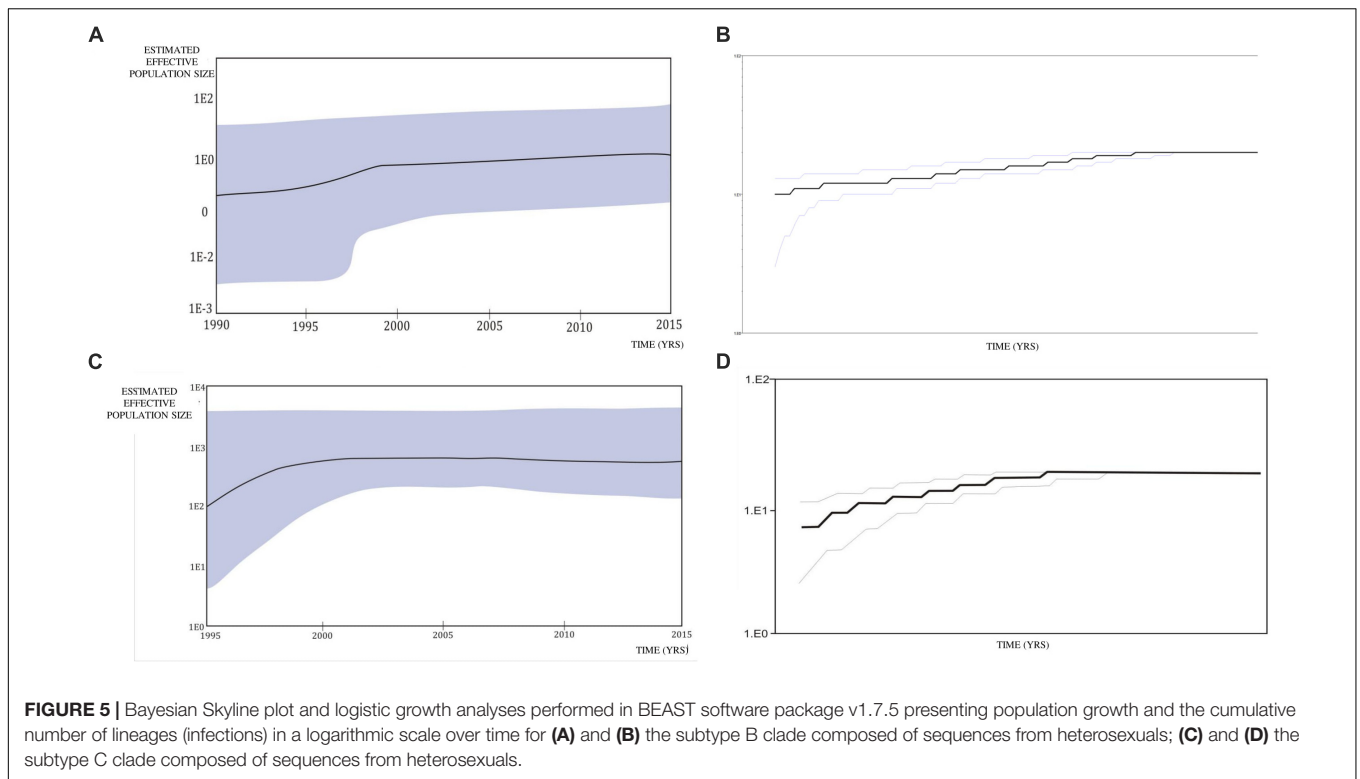 A
ESTIMATED
EFFECTIVE
POPULATION SIZE
1E2
1E0
0
1E-2
1E-3
1990
1995
2000
2005
2010
2015
TIME (YRS)
B
TIME (YRS)
C
ESSTIMATED
EFFECTIVE
POPULATION SIZE
1E4
1E3
1E2
1E1
1E0
1995
2000
2005
2010
2015
TIME (YRS)
D
1.E2
1.E1
1.E0
TIME (YRS)
FIGURE 5 | Bayesian Skyline plot and logistic growth analyses performed in BEAST software package v1.7.5 presenting population growth and the cumulative
number of lineages (infections) in a logarithmic scale over time for (A) and (B) the subtype B clade composed of sequences from heterosexuals; (C) and (D) the
subtype C clade composed of sequences from heterosexuals.